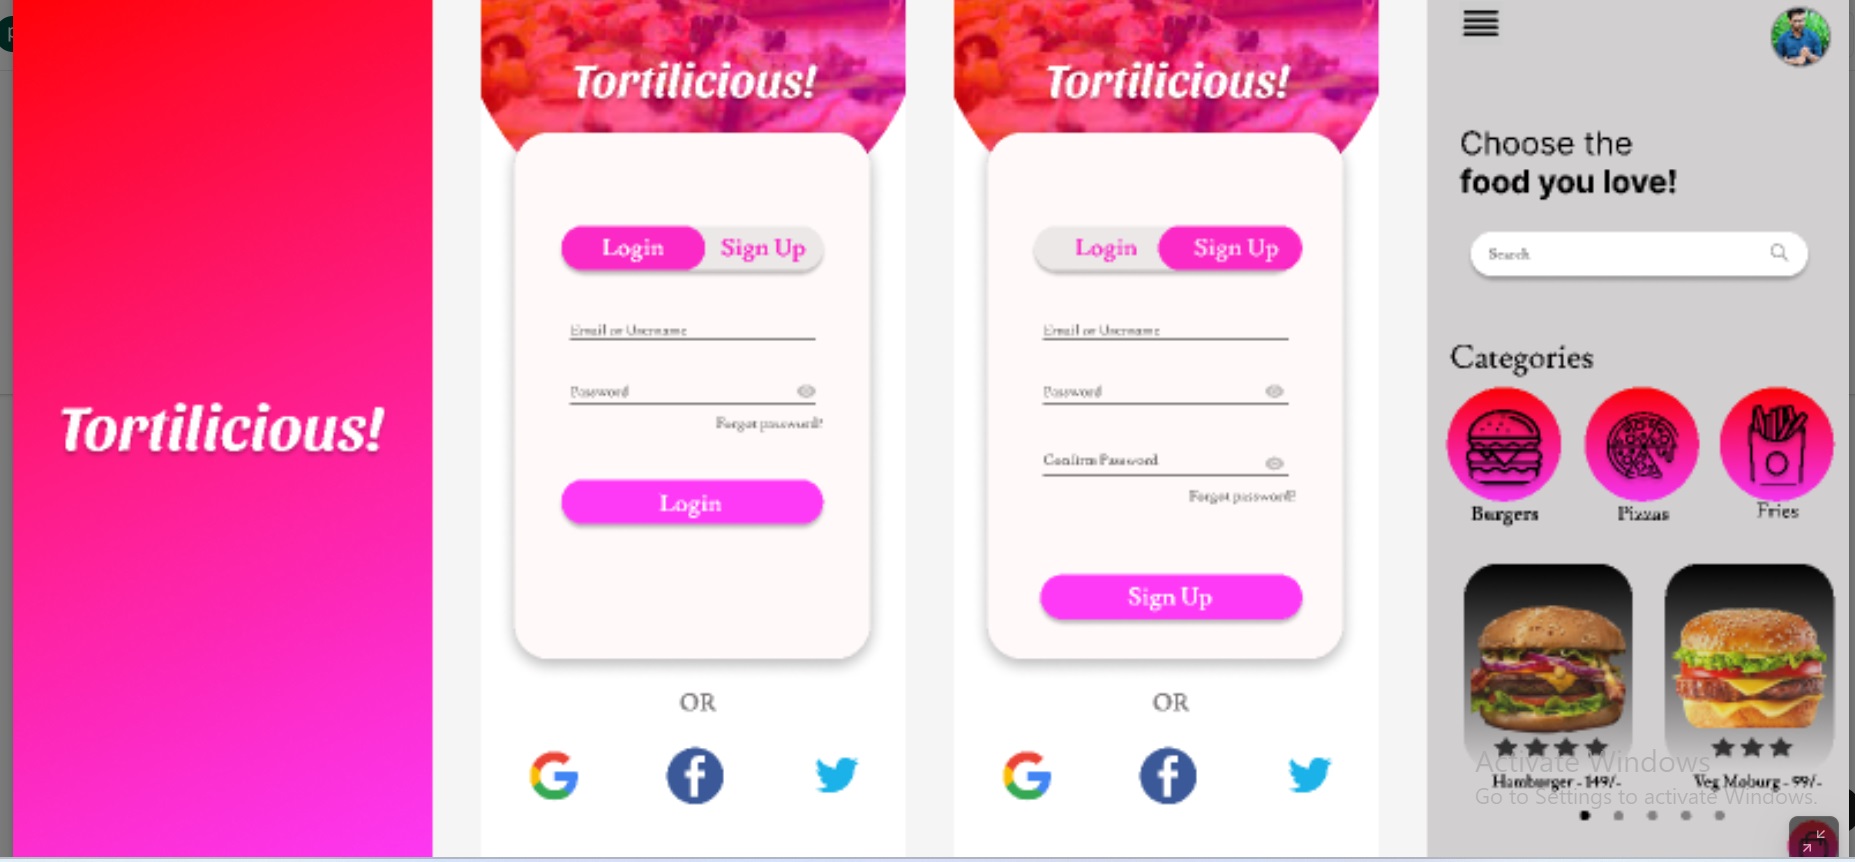 Tortilicious!
Tortilicious!
Login Sign Up
Email or Username
Password
Forgot password?
Login
OR
Tortilicious!
Login Sign Up
Email or Username
Password
Confirm Password
Forgot password?
Sign Up
OR
Choose the
food you love!
Search
Categories
Burgers Pizzas Fries
Hamburger - 149/- Veg Moburg - 99/-
Activate Windows
Go to Settings to activate Windows.